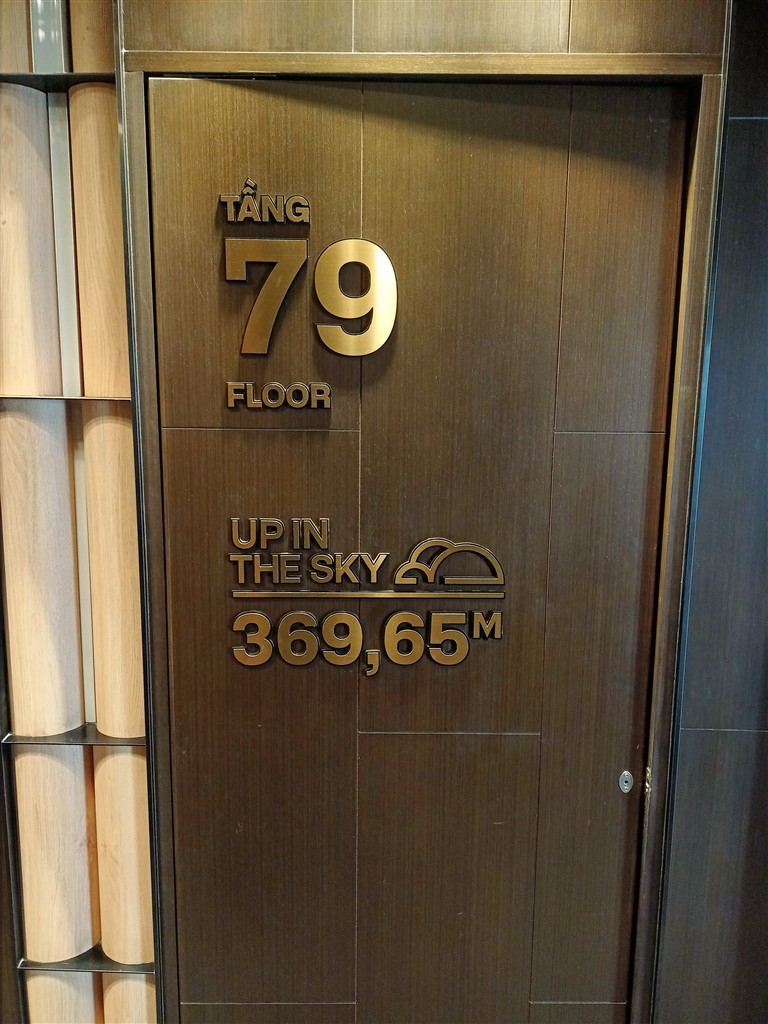 TẦNG
79
FLOOR
UP IN
THE SKY
369,65M